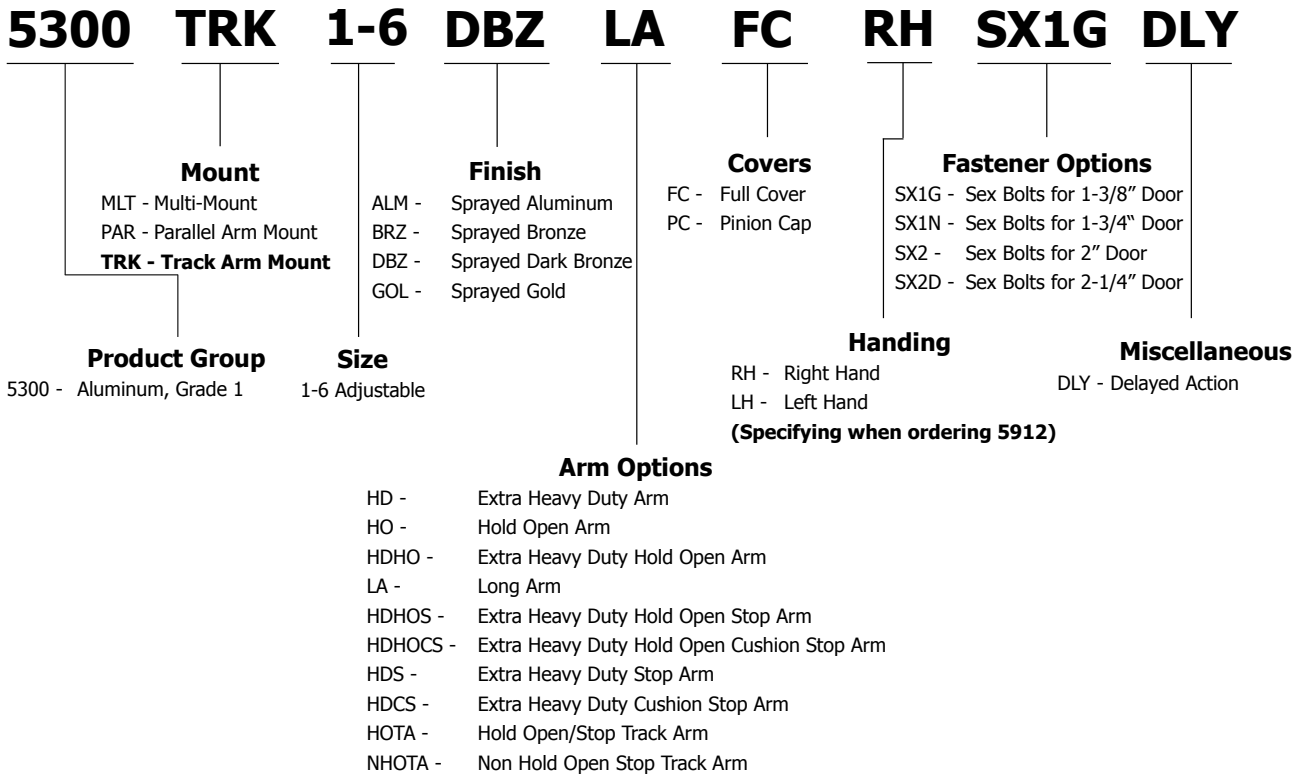 5300 TRK 1-6 DBZ LA FC RH SX1G DLY
Mount
MLT - Multi-Mount
PAR - Parallel Arm Mount
TRK - Track Arm Mount
Finish
ALM - Sprayed Aluminum
BRZ - Sprayed Bronze
DBZ - Sprayed Dark Bronze
GOL - Sprayed Gold
Covers
FC - Full Cover
PC - Pinion Cap
Fastener Options
SX1G - Sex Bolts for 1-3/8” Door
SX1N - Sex Bolts for 1-3/4“ Door
SX2 - Sex Bolts for 2” Door
SX2D - Sex Bolts for 2-1/4” Door
Product Group
5300 - Aluminum, Grade 1
Size
1-6 Adjustable
Handing
RH - Right Hand
LH - Left Hand
(Specifying when ordering 5912)
Miscellaneous
DLY - Delayed Action
Arm Options
HD - Extra Heavy Duty Arm
HO - Hold Open Arm
HDHO - Extra Heavy Duty Hold Open Arm
LA - Long Arm
HDHOS - Extra Heavy Duty Hold Open Stop Arm
HDHOCS - Extra Heavy Duty Hold Open Cushion Stop Arm
HDS - Extra Heavy Duty Stop Arm
HDCS - Extra Heavy Duty Cushion Stop Arm
HOTA - Hold Open/Stop Track Arm
NHOTA - Non Hold Open Stop Track Arm